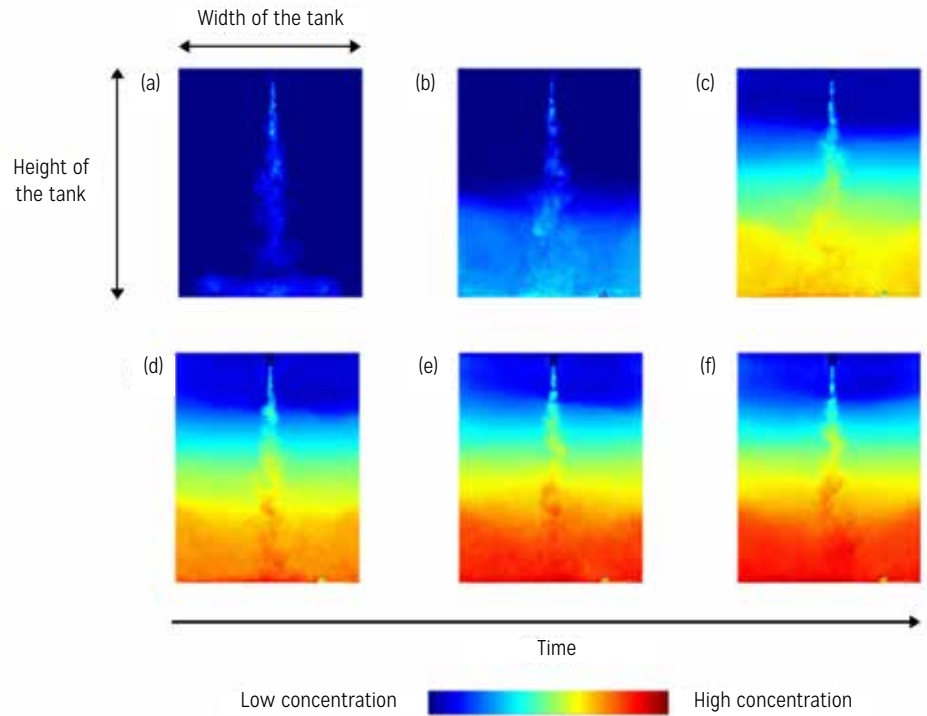 Width of the tank
(a)
(b)
(c)
Height of
the tank
(d)
(e)
(f)
Time
Low concentration
High concentration